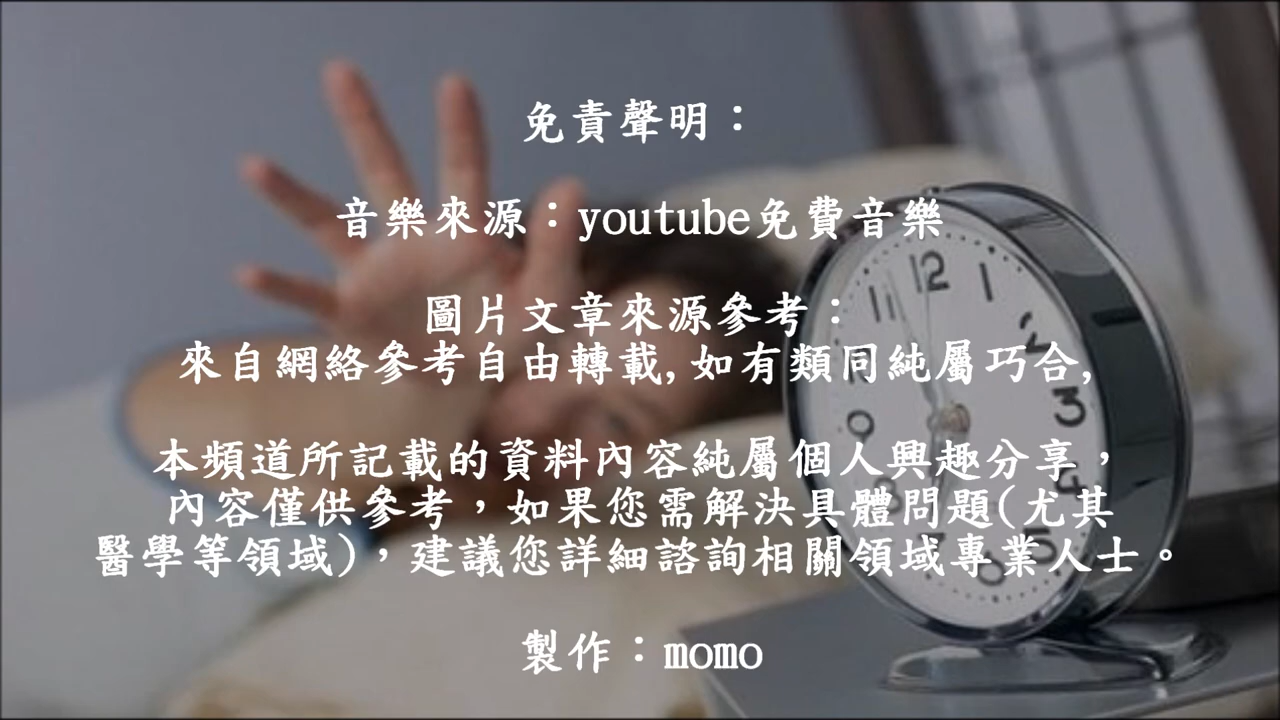 免責聲明：
音樂來源：youtube免費音樂
圖片文章來源參考：
來自網絡參考自由轉載,如有類同純屬巧合,
本頻道所記載的資料內容純屬個人興趣分享，
內容僅供參考，如果您需解決具體問題(尤其
醫學等領域)，建議您詳細諮詢相關領域專業人士。
製作：momo
12
1
11
2
3